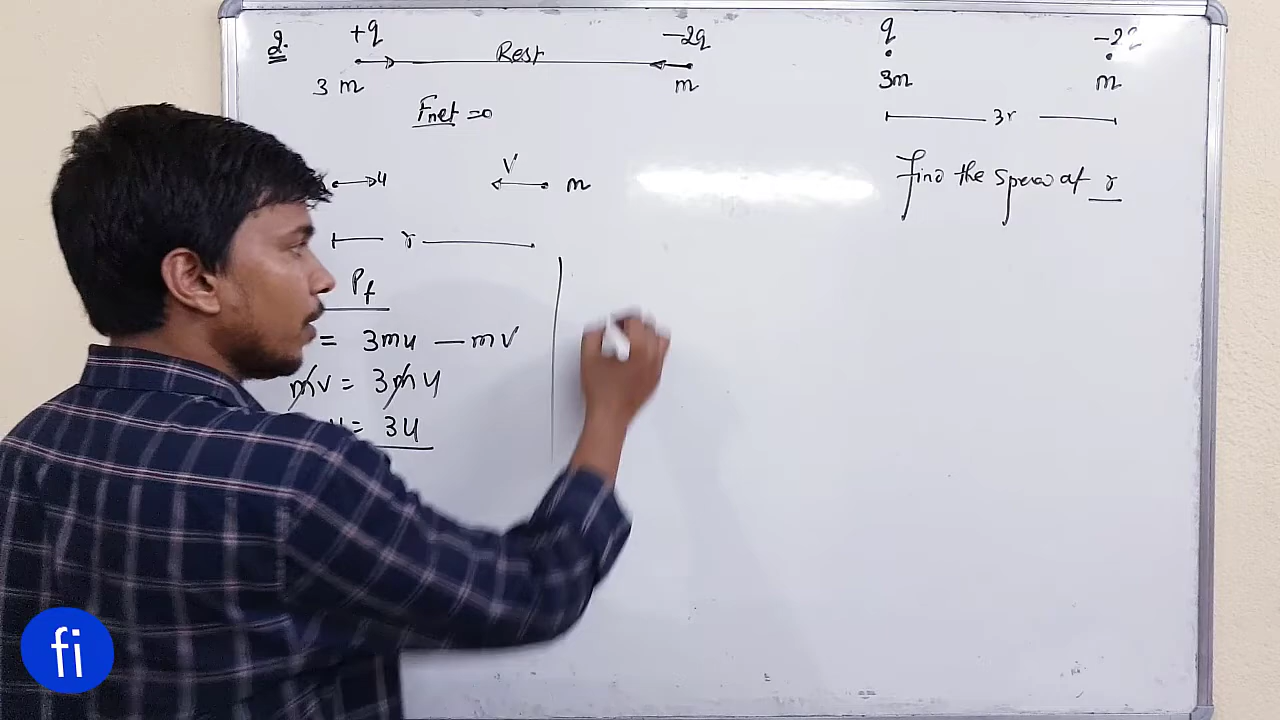 2. +q Rest -2q
3 m m
Fnet = 0
u V m
r
Pf
= 3mu - mV
mv = 3mu
= 3u
q -2q
3m m
3r
Find the speed at r
fi